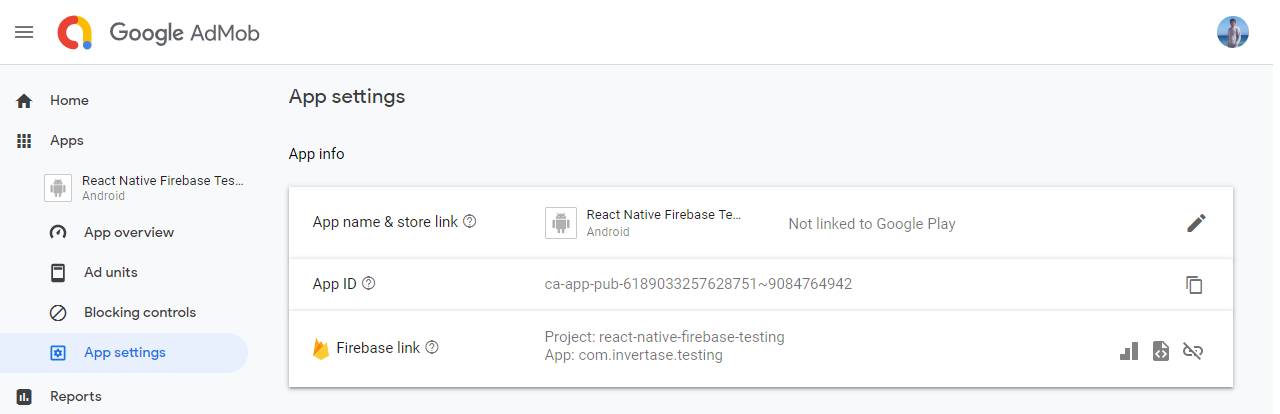 Google AdMob
Home
Apps
React Native Firebase Tes...
Android
App overview
Ad units
Blocking controls
App settings
Reports
App settings
App info
App name & store link
React Native Firebase Te...
Android
Not linked to Google Play
App ID
ca-app-pub-6189033257628751~9084764942
Firebase link
Project: react-native-firebase-testing
App: com.invertase.testing